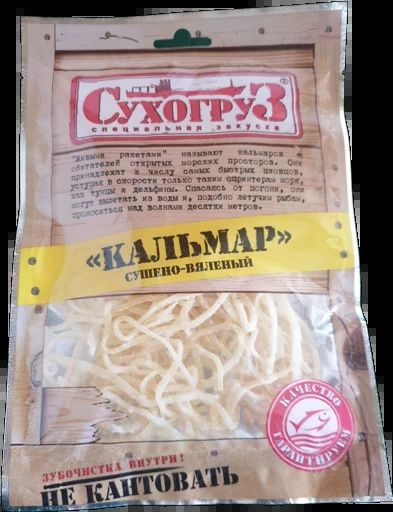 СУХОГРУЗ®
специальная закуска
"Живыми ракетами" называют кальмаров –
обитателей открытых морских просторов. Они
принадлежат к числу самых быстрых пловцов,
уступая в скорости только таким спринтерам моря,
как тунцы и дельфины. Спасаясь от погони, они
могут вылетать из воды и, подобно летучим рыбам,
проноситься над волнами десятки метров.
«КАЛЬМАР»
СУШЕНО-ВЯЛЕНЫЙ
КАЧЕСТВО
ГАРАНТИРУЕМ
ЗУБОЧИСТКА ВНУТРИ!
НЕ КАНТОВАТЬ